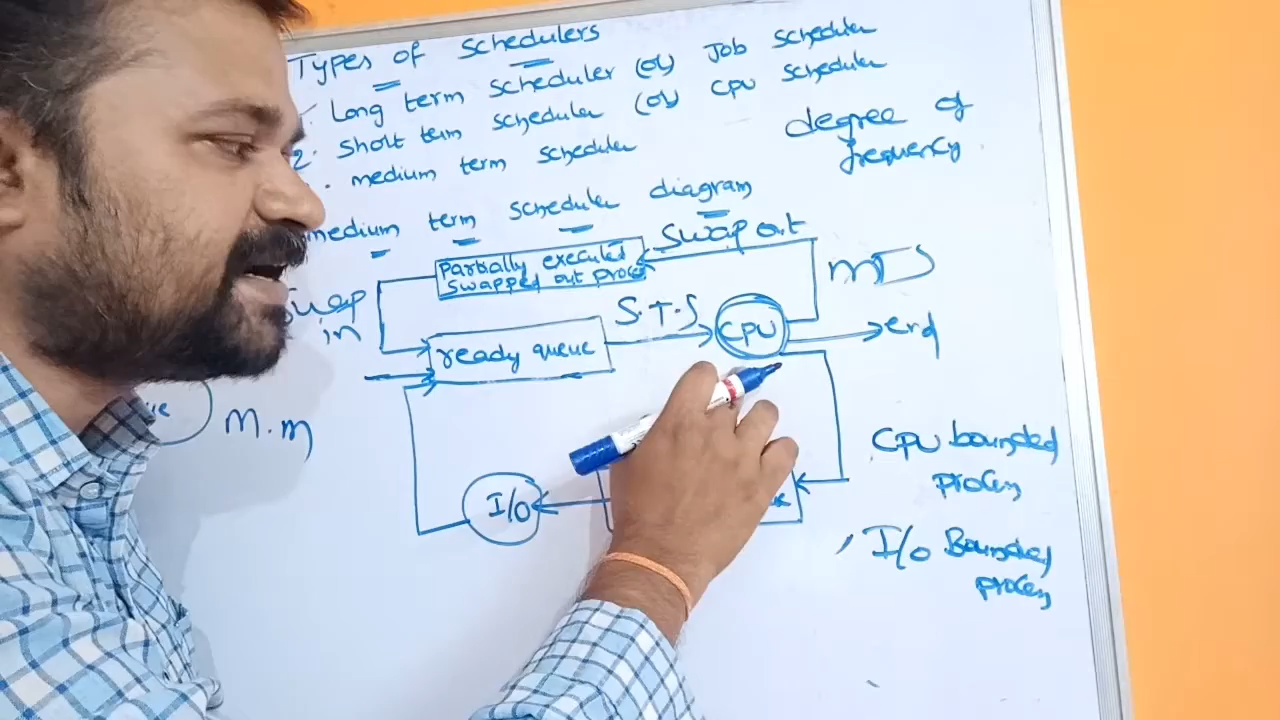 Types of Schedulers
Long term scheduler (or) Job scheduler
2. Short term scheduler (or) CPU scheduler
. medium term scheduler
degree of
frequency
medium term scheduler diagram
Swap out
Partially executed
swapped out process
MTS
Swap
in
S.T.S
CPU
end
ready queue
M.M
CPU bounded
process
I/O
I/O Bounded
process